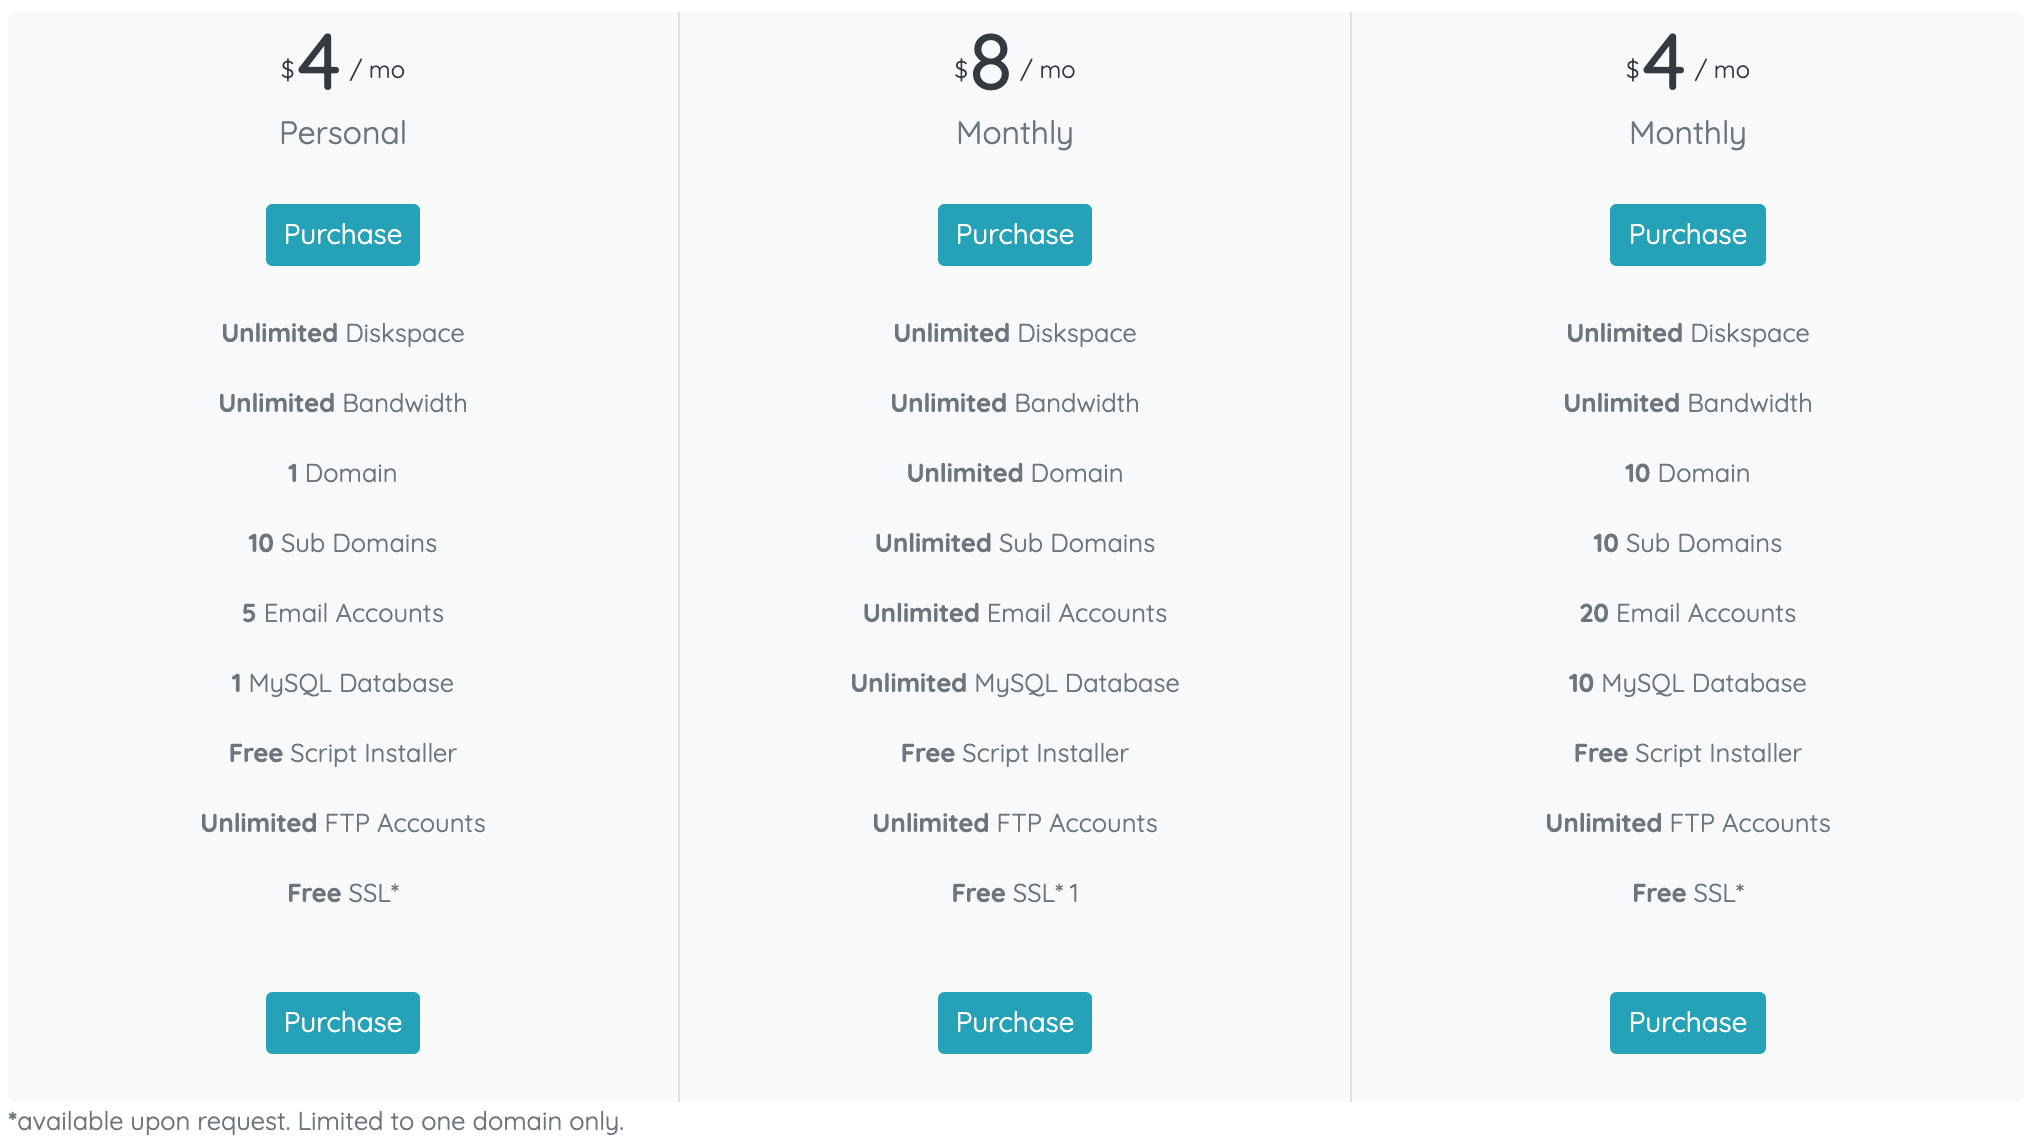 $4 / mo
Personal
Purchase
Unlimited Diskspace
Unlimited Bandwidth
1 Domain
10 Sub Domains
5 Email Accounts
1 MySQL Database
Free Script Installer
Unlimited FTP Accounts
Free SSL*
Purchase
$8 / mo
Monthly
Purchase
Unlimited Diskspace
Unlimited Bandwidth
Unlimited Domain
Unlimited Sub Domains
Unlimited Email Accounts
Unlimited MySQL Database
Free Script Installer
Unlimited FTP Accounts
Free SSL* 1
Purchase
$4 / mo
Monthly
Purchase
Unlimited Diskspace
Unlimited Bandwidth
10 Domain
10 Sub Domains
20 Email Accounts
10 MySQL Database
Free Script Installer
Unlimited FTP Accounts
Free SSL*
Purchase
*available upon request. Limited to one domain only.